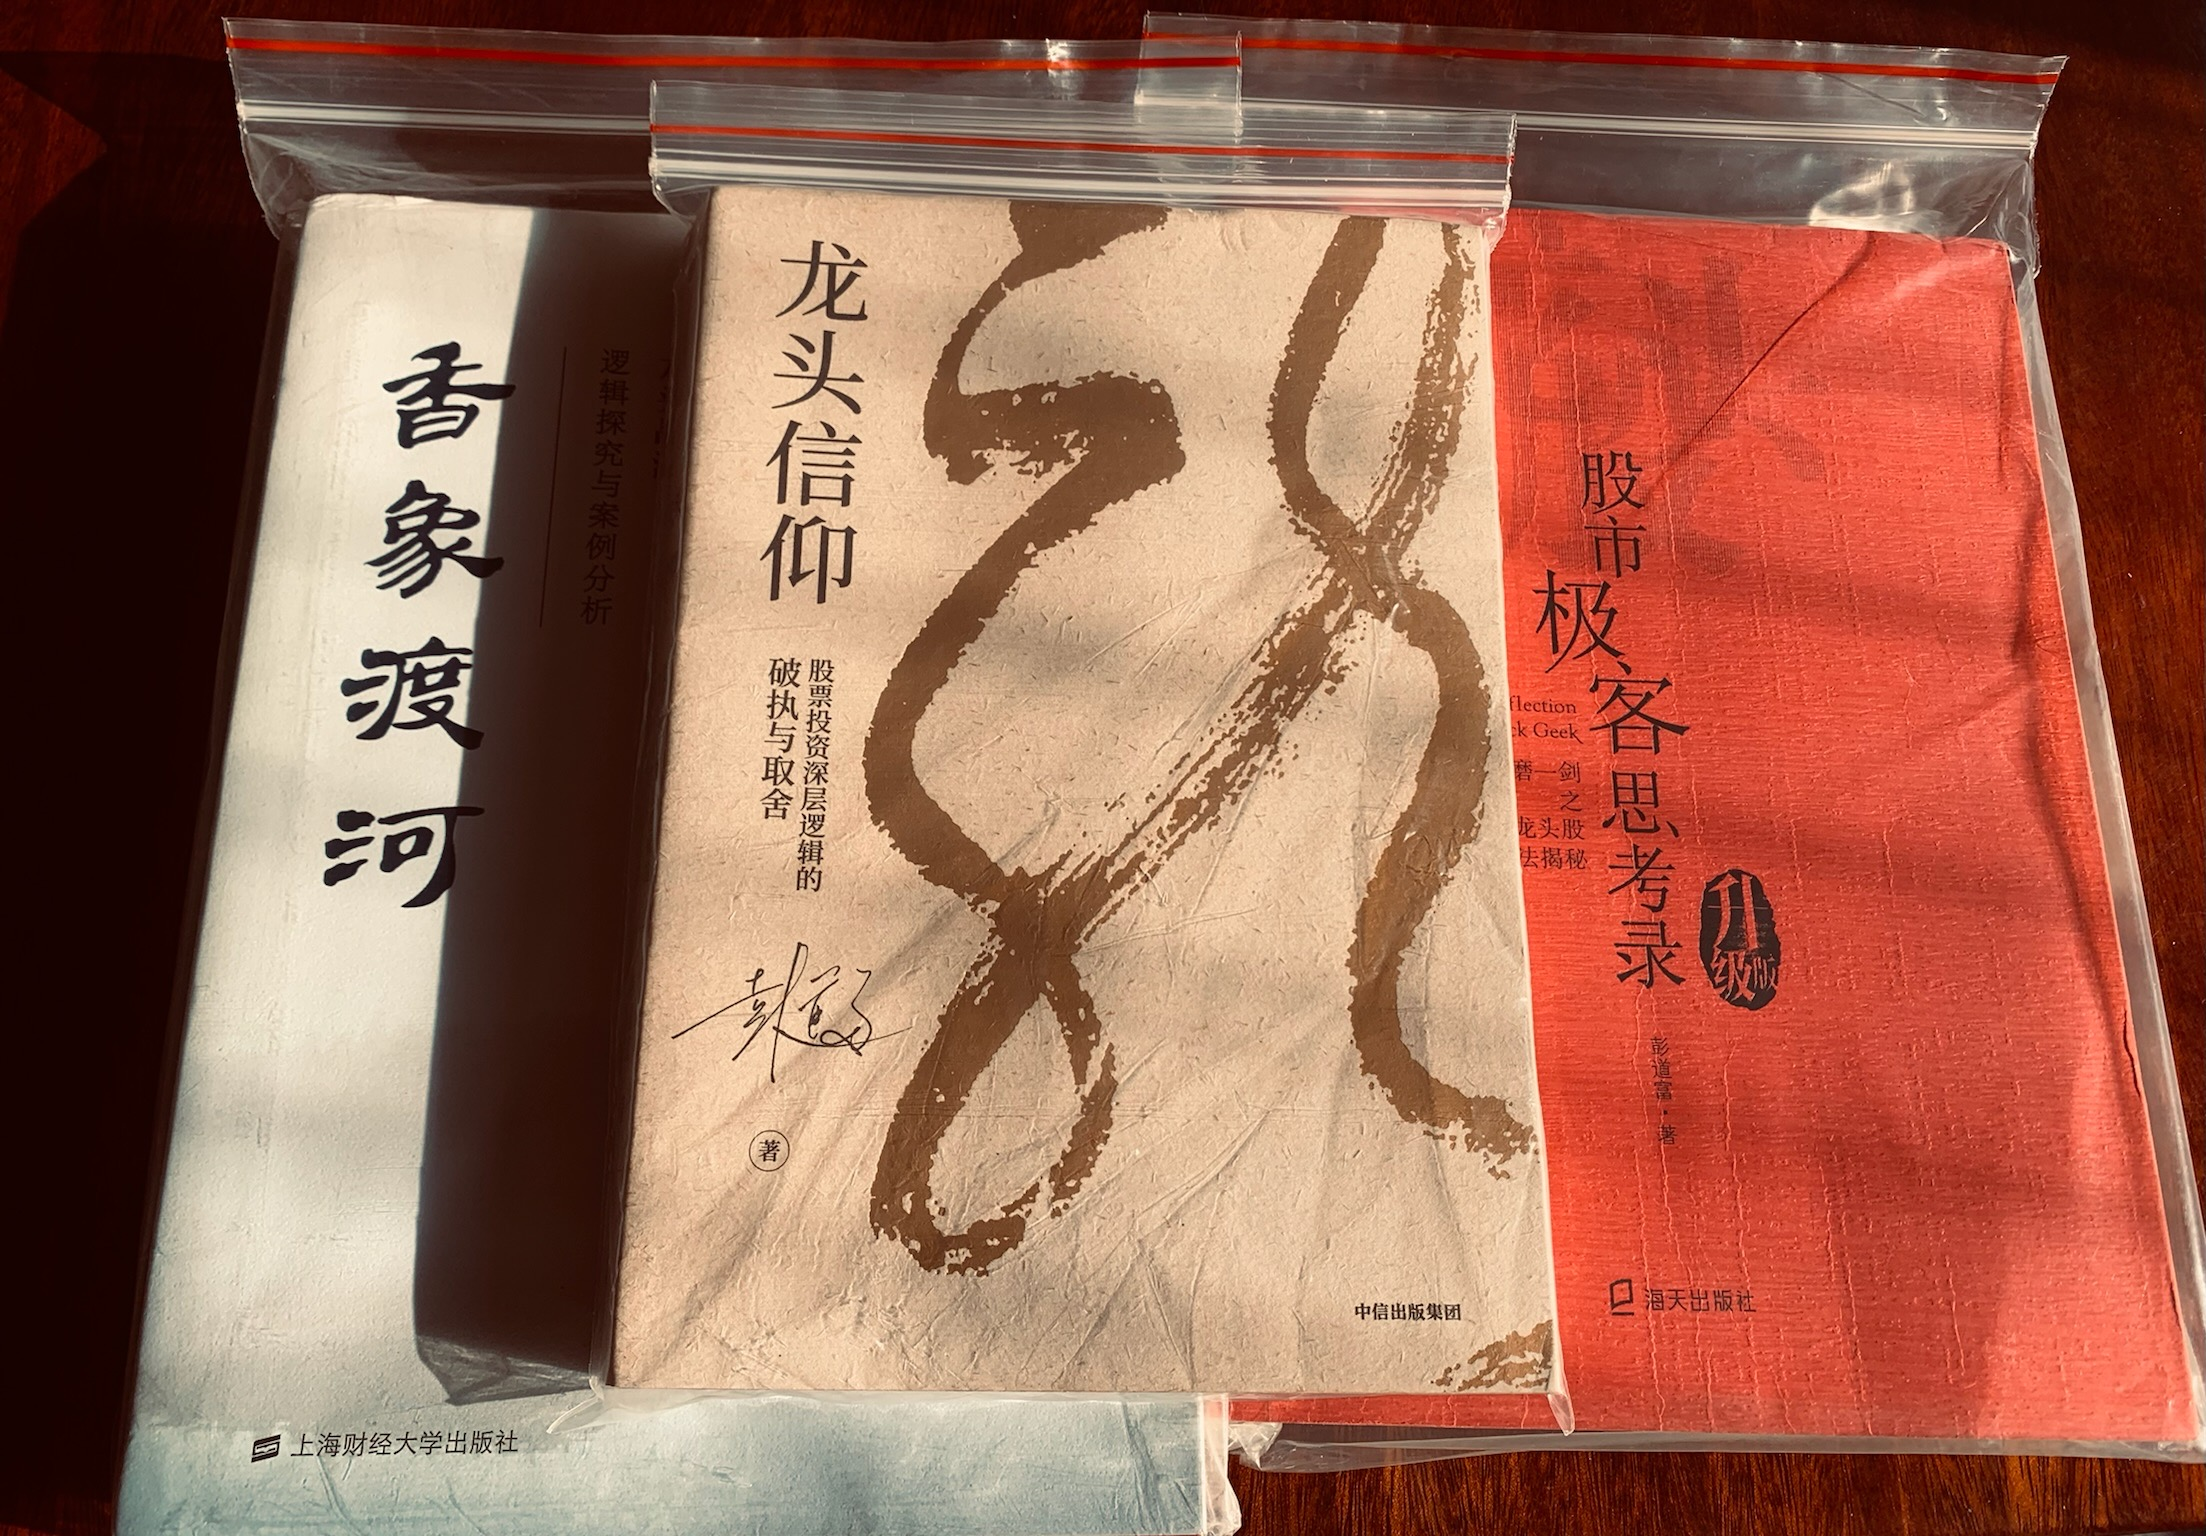 香象渡河
逻辑探究与案例分析
上海财经大学出版社
龙头信仰
股票投资深层逻辑的
破执与取舍
彭道富
著
中信出版集团
股市极客思考录
flection
ck Geek
磨一剑
之
龙头股
法揭秘
升级版
彭道富·著
海天出版社